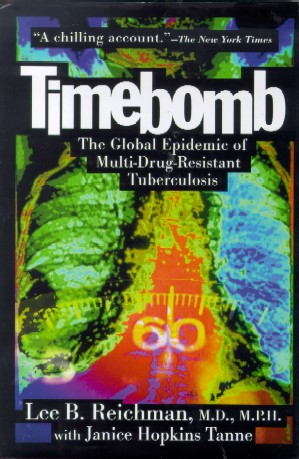 “A chilling account.”—The New York Times
Timebomb
The Global Epidemic of
Multi-Drug-Resistant
Tuberculosis
60
Lee B. Reichman, M.D., M.P.H.
with Janice Hopkins Tanne